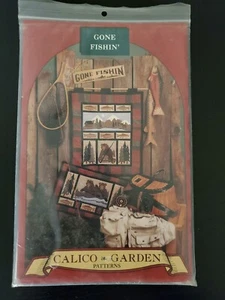 GONE
FISHIN'
GONE FISHIN
CALICO GARDEN
PATTERNS